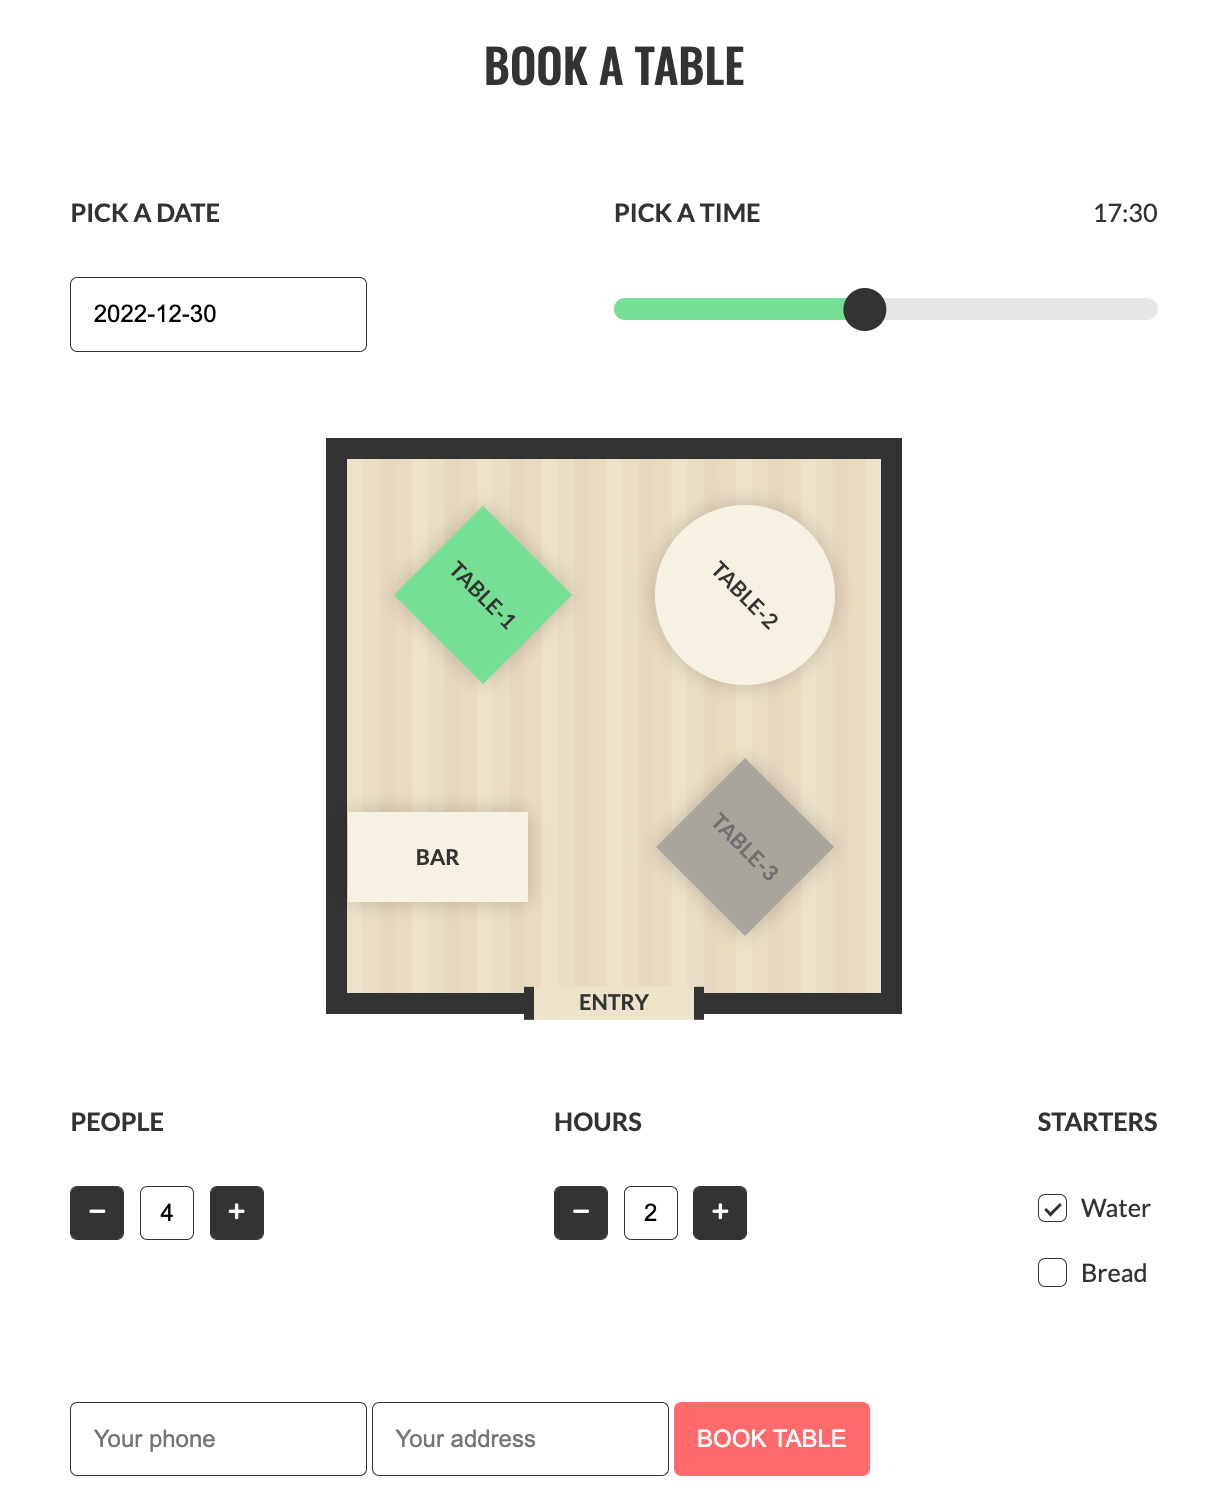 BOOK A TABLE
PICK A DATE
PICK A TIME
17:30
2022-12-30
TABLE-1
TABLE-2
TABLE-3
BAR
ENTRY
PEOPLE
HOURS
STARTERS
− 4 +
− 2 +
Water
Bread
Your phone
Your address
BOOK TABLE